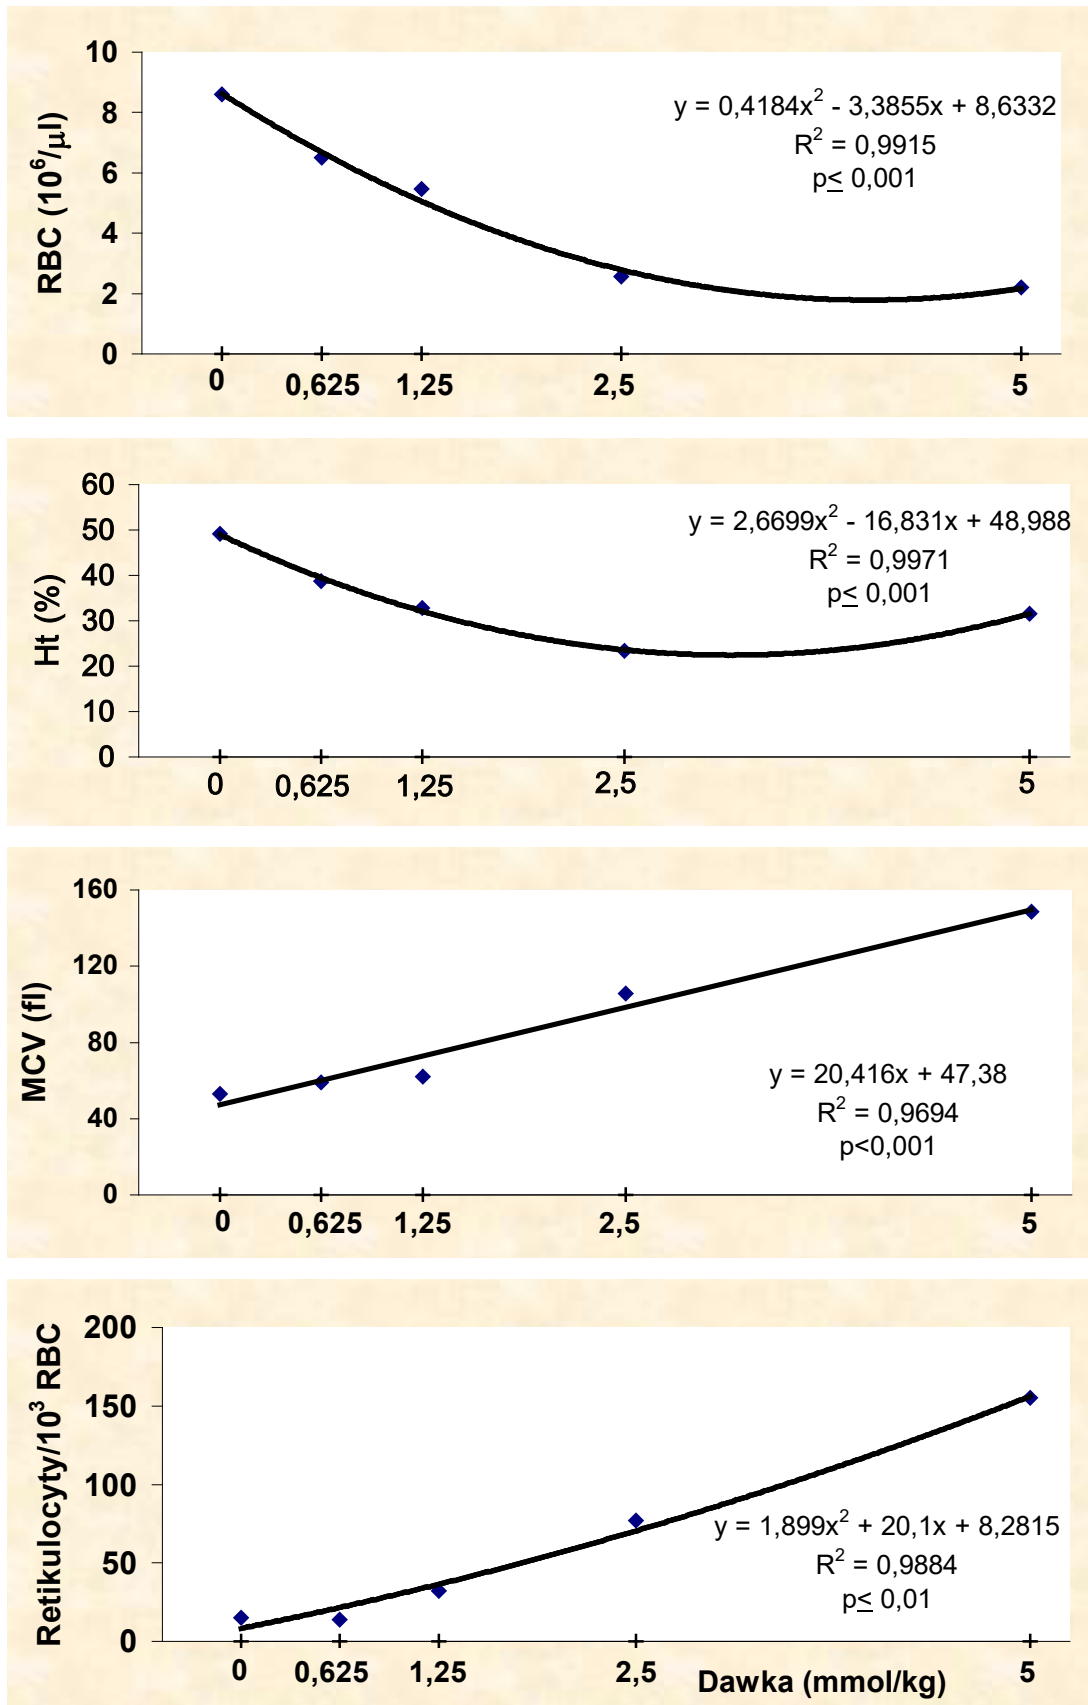 RBC (10⁶/μl)
10
8
6
4
2
0
y = 0,4184x² - 3,3855x + 8,6332
R² = 0,9915
p≤ 0,001
0 0,625 1,25 2,5 5
Ht (%)
60
50
40
30
20
10
0
y = 2,6699x² - 16,831x + 48,988
R² = 0,9971
p≤ 0,001
0 0,625 1,25 2,5 5
MCV (fl)
160
120
80
40
0
y = 20,416x + 47,38
R² = 0,9694
p<0,001
0 0,625 1,25 2,5 5
Retikulocyty/10³ RBC
200
150
100
50
0
y = 1,899x² + 20,1x + 8,2815
R² = 0,9884
p≤ 0,01
0 0,625 1,25 2,5 5
Dawka (mmol/kg)